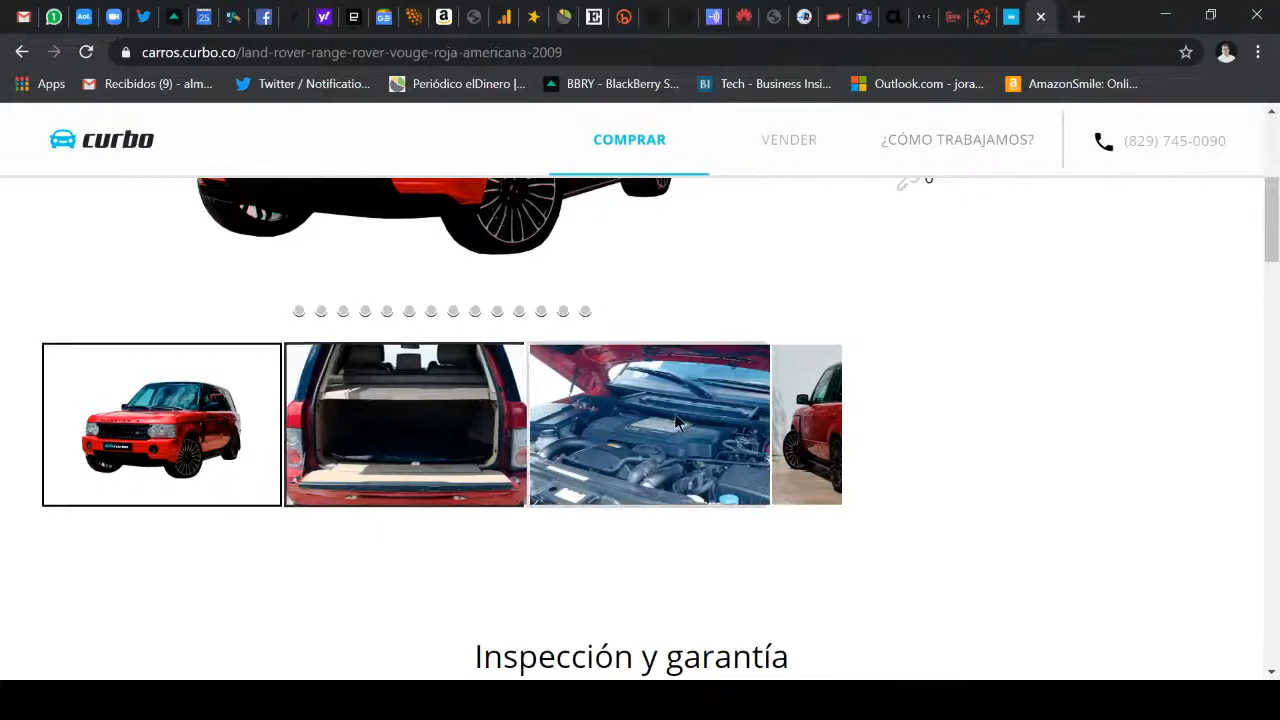 carros.curbo.co/land-rover-range-rover-vouge-roja-americana-2009
Apps
Recibidos (9) - alm...
Twitter / Notificatio...
Periódico elDinero |...
BBRY - BlackBerry S...
Tech - Business Insi...
Outlook.com - jora...
AmazonSmile: Onli...
curbo
COMPRAR
VENDER
¿CÓMO TRABAJAMOS?
(829) 745-0090
Inspección y garantía